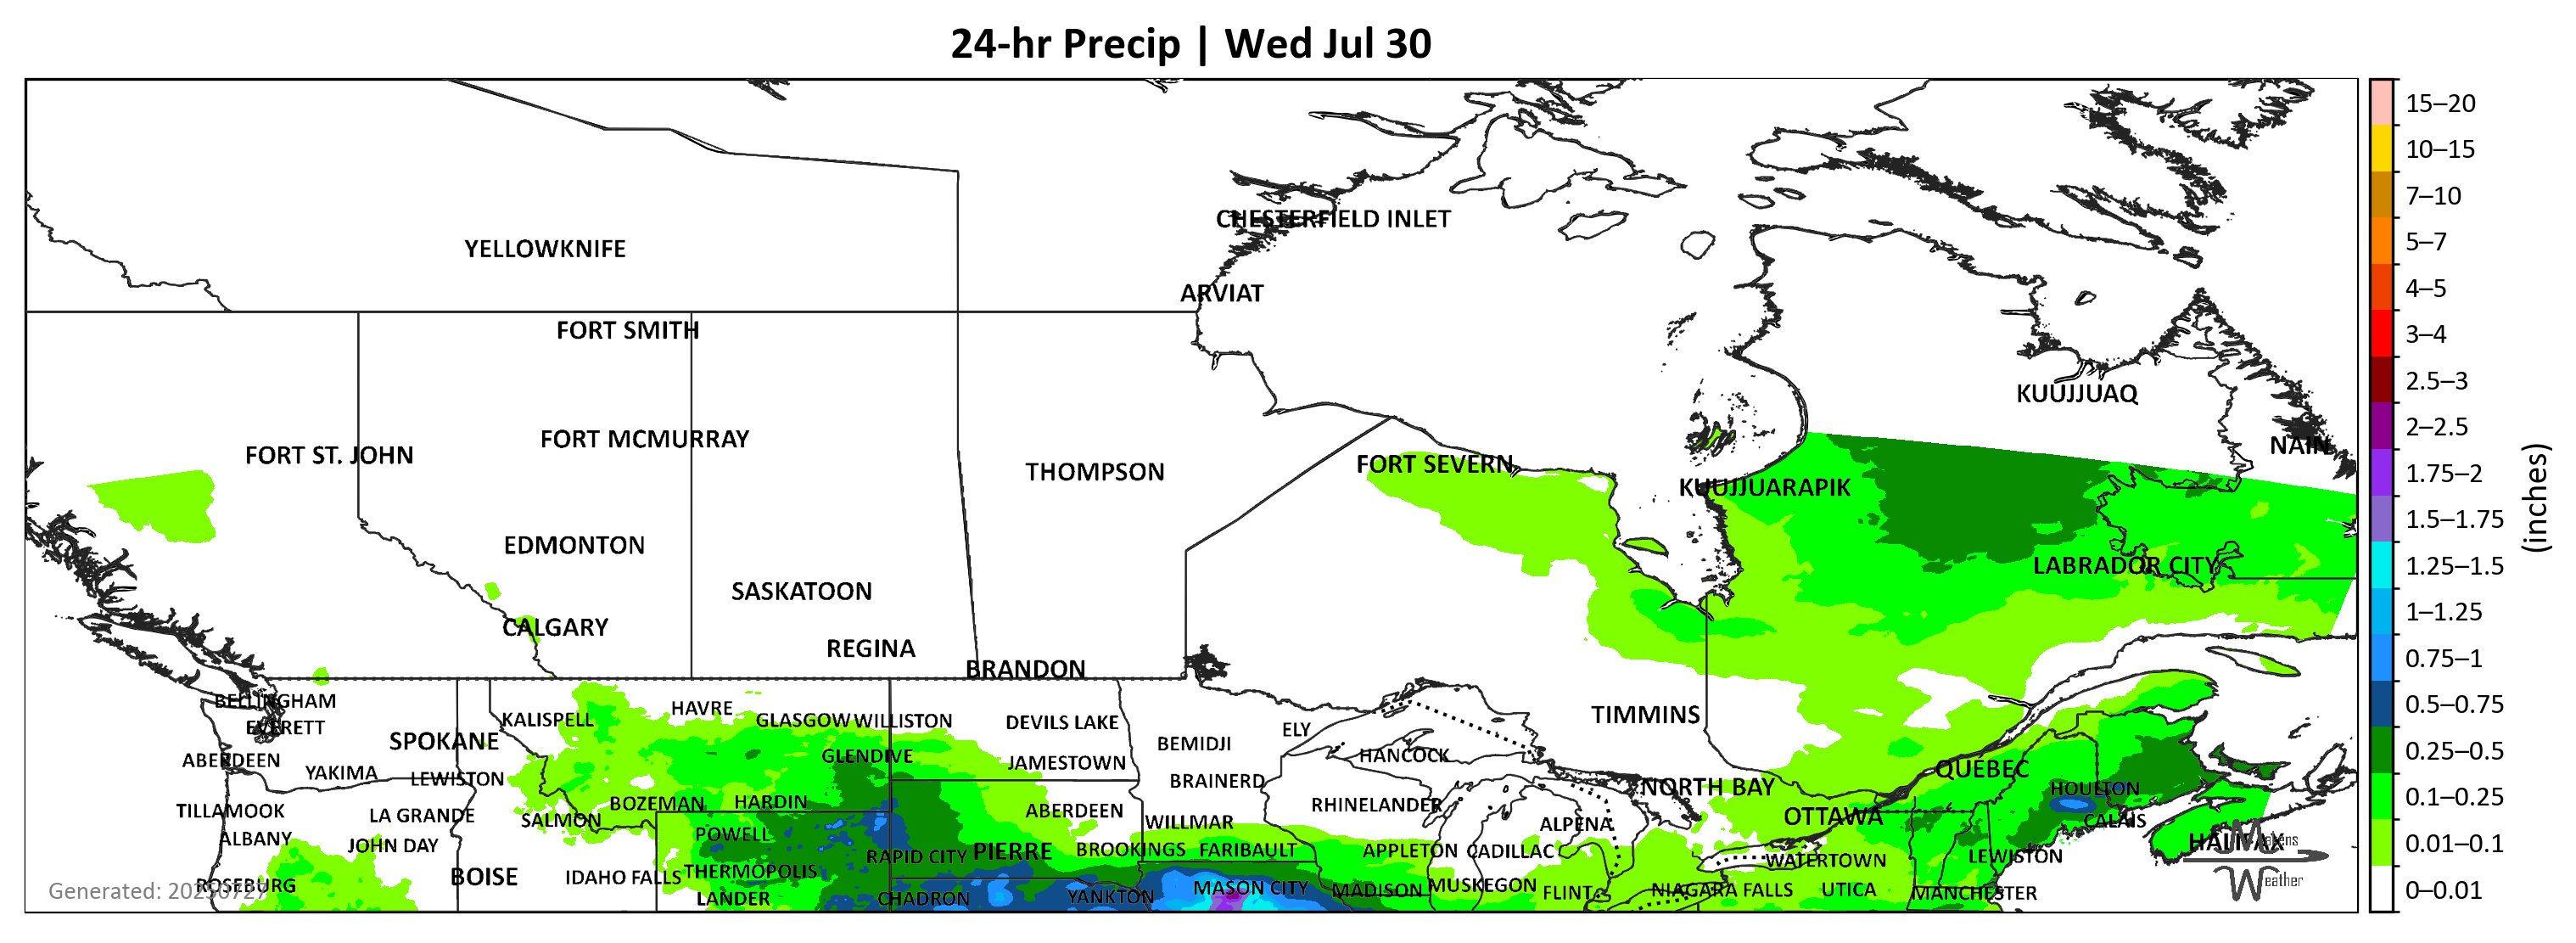 24-hr Precip | Wed Jul 30
15–20
10–15
7–10
5–7
4–5
3–4
2.5–3
2–2.5
1.75–2
1.5–1.75
1.25–1.5
1–1.25
0.75–1
0.5–0.75
0.25–0.5
0.1–0.25
0.01–0.1
0–0.01
(inches)
CHESTERFIELD INLET
YELLOWKNIFE
ARVIAT
FORT SMITH
KUUJJUAQ
FORT MCMURRAY
NAIN
FORT ST. JOHN
FORT SEVERN
THOMPSON
KUUJJUARAPIK
EDMONTON
LABRADOR CITY
SASKATOON
CALGARY
REGINA
BRANDON
BELLINGHAM
HAVRE
TIMMINS
KALISPELL
GLASGOW
WILLISTON
DEVILS LAKE
EVERETT
ELY
SPOKANE
BEMIDJI
HANCOCK
GLENDIVE
ABERDEEN
JAMESTOWN
QUEBEC
YAKIMA
LEWISTON
BRAINERD
NORTH BAY
HOULTON
BOZEMAN
HARDIN
RHINELANDER
TILLAMOOK
LA GRANDE
SALMON
ABERDEEN
WILLMAR
ALPENA
OTTAWA
CALAIS
ALBANY
JOHN DAY
POWELL
HALIFAX
Matens
RAPID CITY
PIERRE
BROOKINGS
FARIBAULT
APPLETON
CADILLAC
WATERTOWN
LEWISTON
ROSEBURG
BOISE
IDAHO FALLS
THERMOPOLIS
MASON CITY
MADISON
MUSKEGON
FLINT
NIAGARA FALLS
UTICA
MANCHESTER
Weather
Generated: 20250727
LANDER
CHADRON
YANKTON